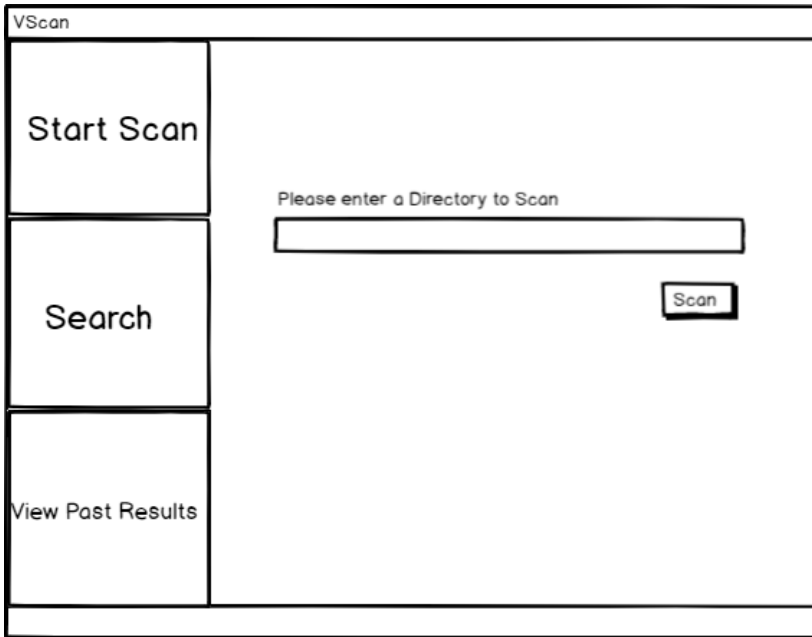 VScan
Start Scan
Please enter a Directory to Scan
Scan
Search
View Past Results